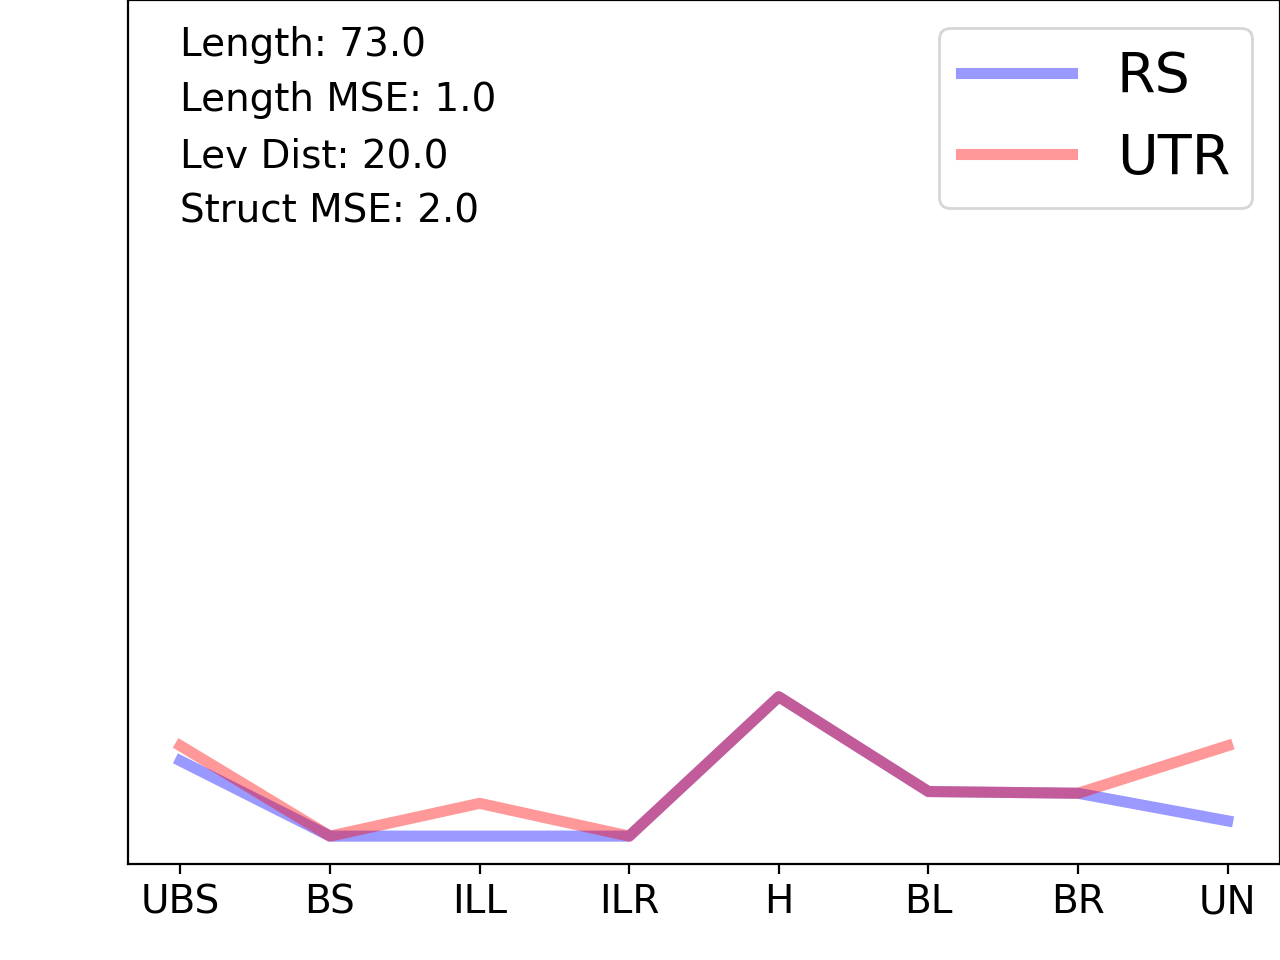 Length: 73.0
Length MSE: 1.0
Lev Dist: 20.0
Struct MSE: 2.0
RS
UTR
UBS BS ILL ILR H BL BR UN